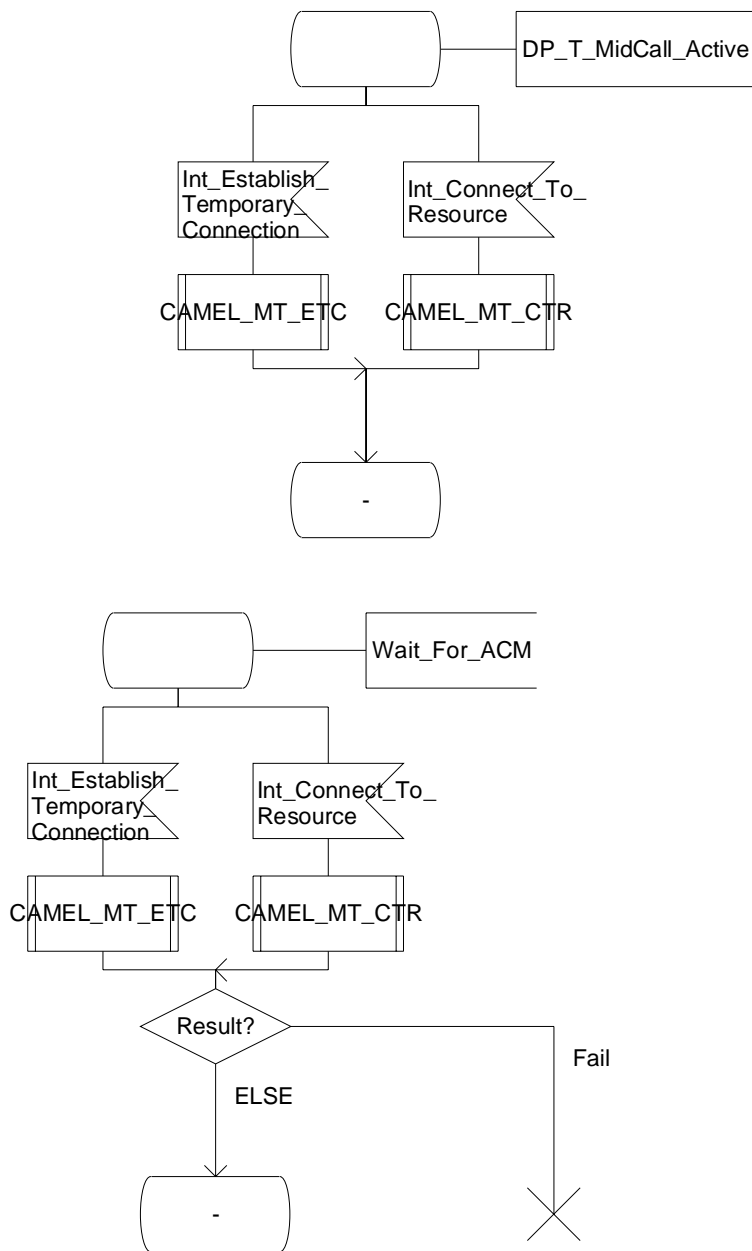 DP_T_MidCall_Active
Int_Establish_
Temporary_
Connection
Int_Connect_To_
Resource
CAMEL_MT_ETC
CAMEL_MT_CTR
-
Wait_For_ACM
Int_Establish_
Temporary_
Connection
Int_Connect_To_
Resource
CAMEL_MT_ETC
CAMEL_MT_CTR
Result?
Fail
ELSE
-